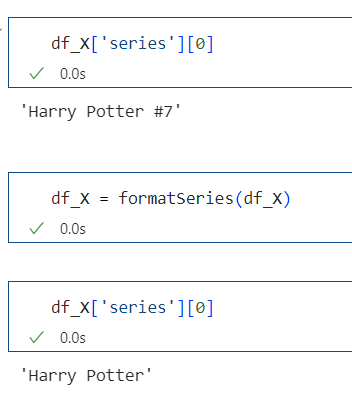 df_X['series'][0]
✓ 0.0s
'Harry Potter #7'
df_X = formatSeries(df_X)
✓ 0.0s
df_X['series'][0]
✓ 0.0s
'Harry Potter'